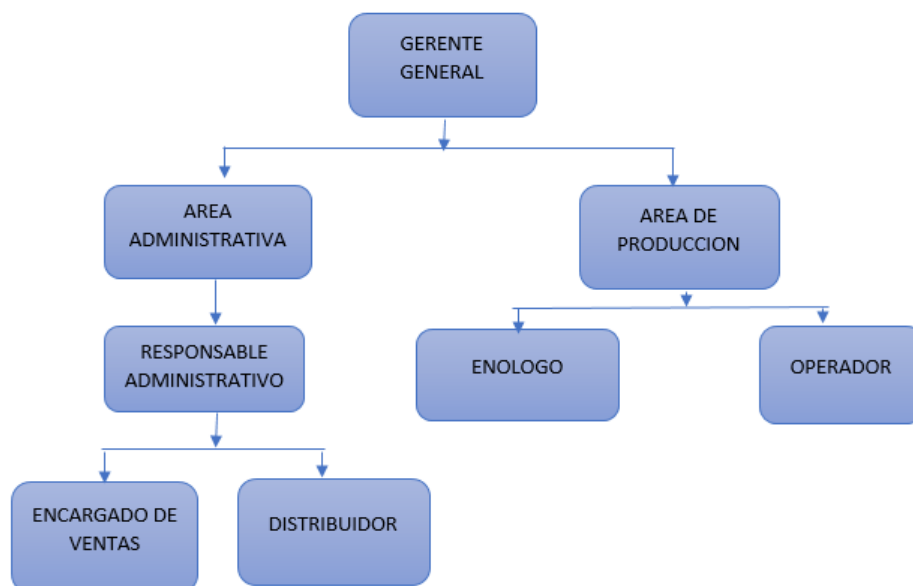 GERENTE
GENERAL
AREA
ADMINISTRATIVA
AREA DE
PRODUCCION
RESPONSABLE
ADMINISTRATIVO
ENOLOGO
OPERADOR
ENCARGADO DE
VENTAS
DISTRIBUIDOR